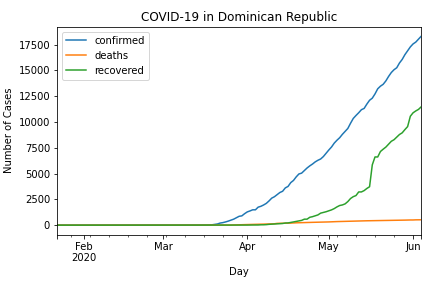 COVID-19 in Dominican Republic
confirmed
deaths
recovered
17500
15000
12500
10000
7500
5000
2500
0
Number of Cases
Feb
2020
Mar
Apr
May
Jun
Day